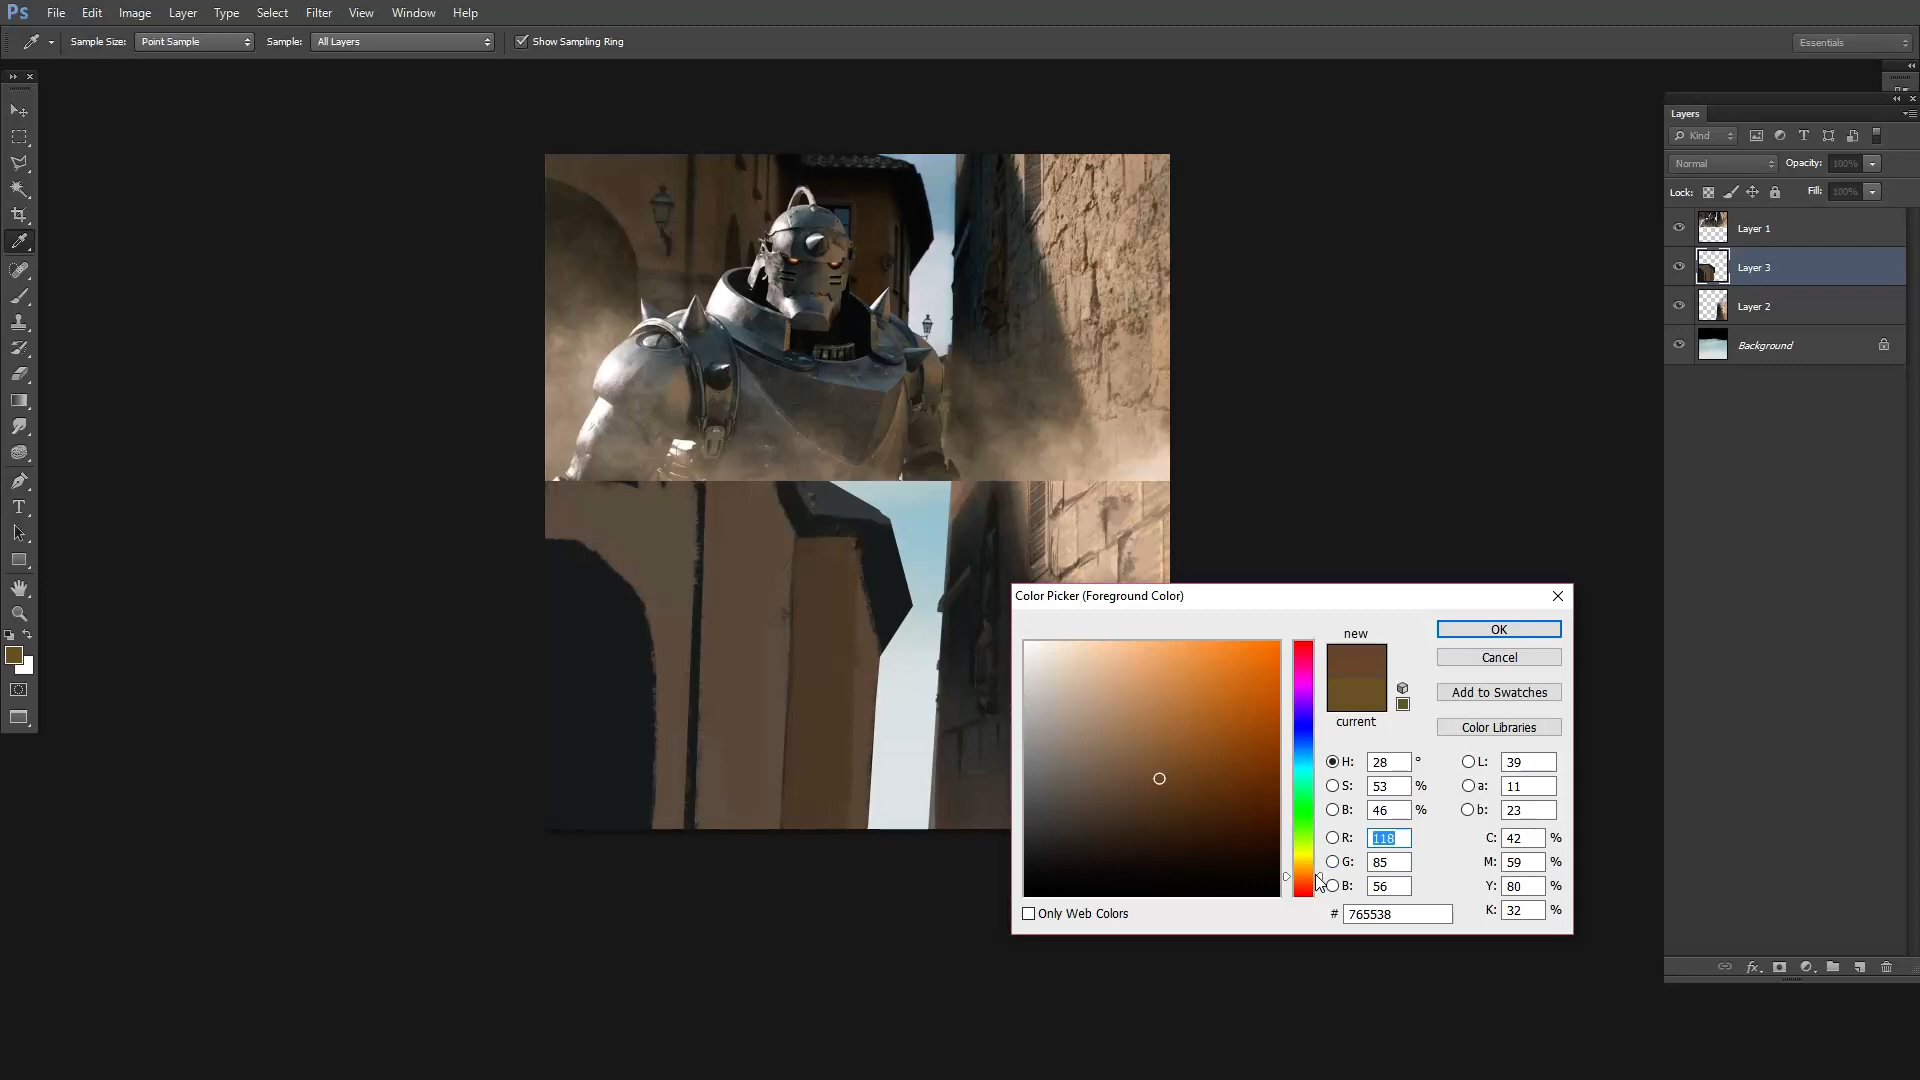 Ps File Edit Image Layer Type Select Filter View Window Help
Sample Size: Point Sample Sample: All Layers Show Sampling Ring Essentials
Layers
Kind
Normal Opacity: 100%
Lock: Fill: 100%
Layer 1
Layer 3
Layer 2
Background
Color Picker (Foreground Color)
new
current
OK
Cancel
Add to Swatches
Color Libraries
H: 28 ° L: 39
S: 53 % a: 11
B: 46 % b: 23
R: 118 C: 42 %
G: 85 M: 59 %
B: 56 Y: 80 %
# 765538 K: 32 %
Only Web Colors